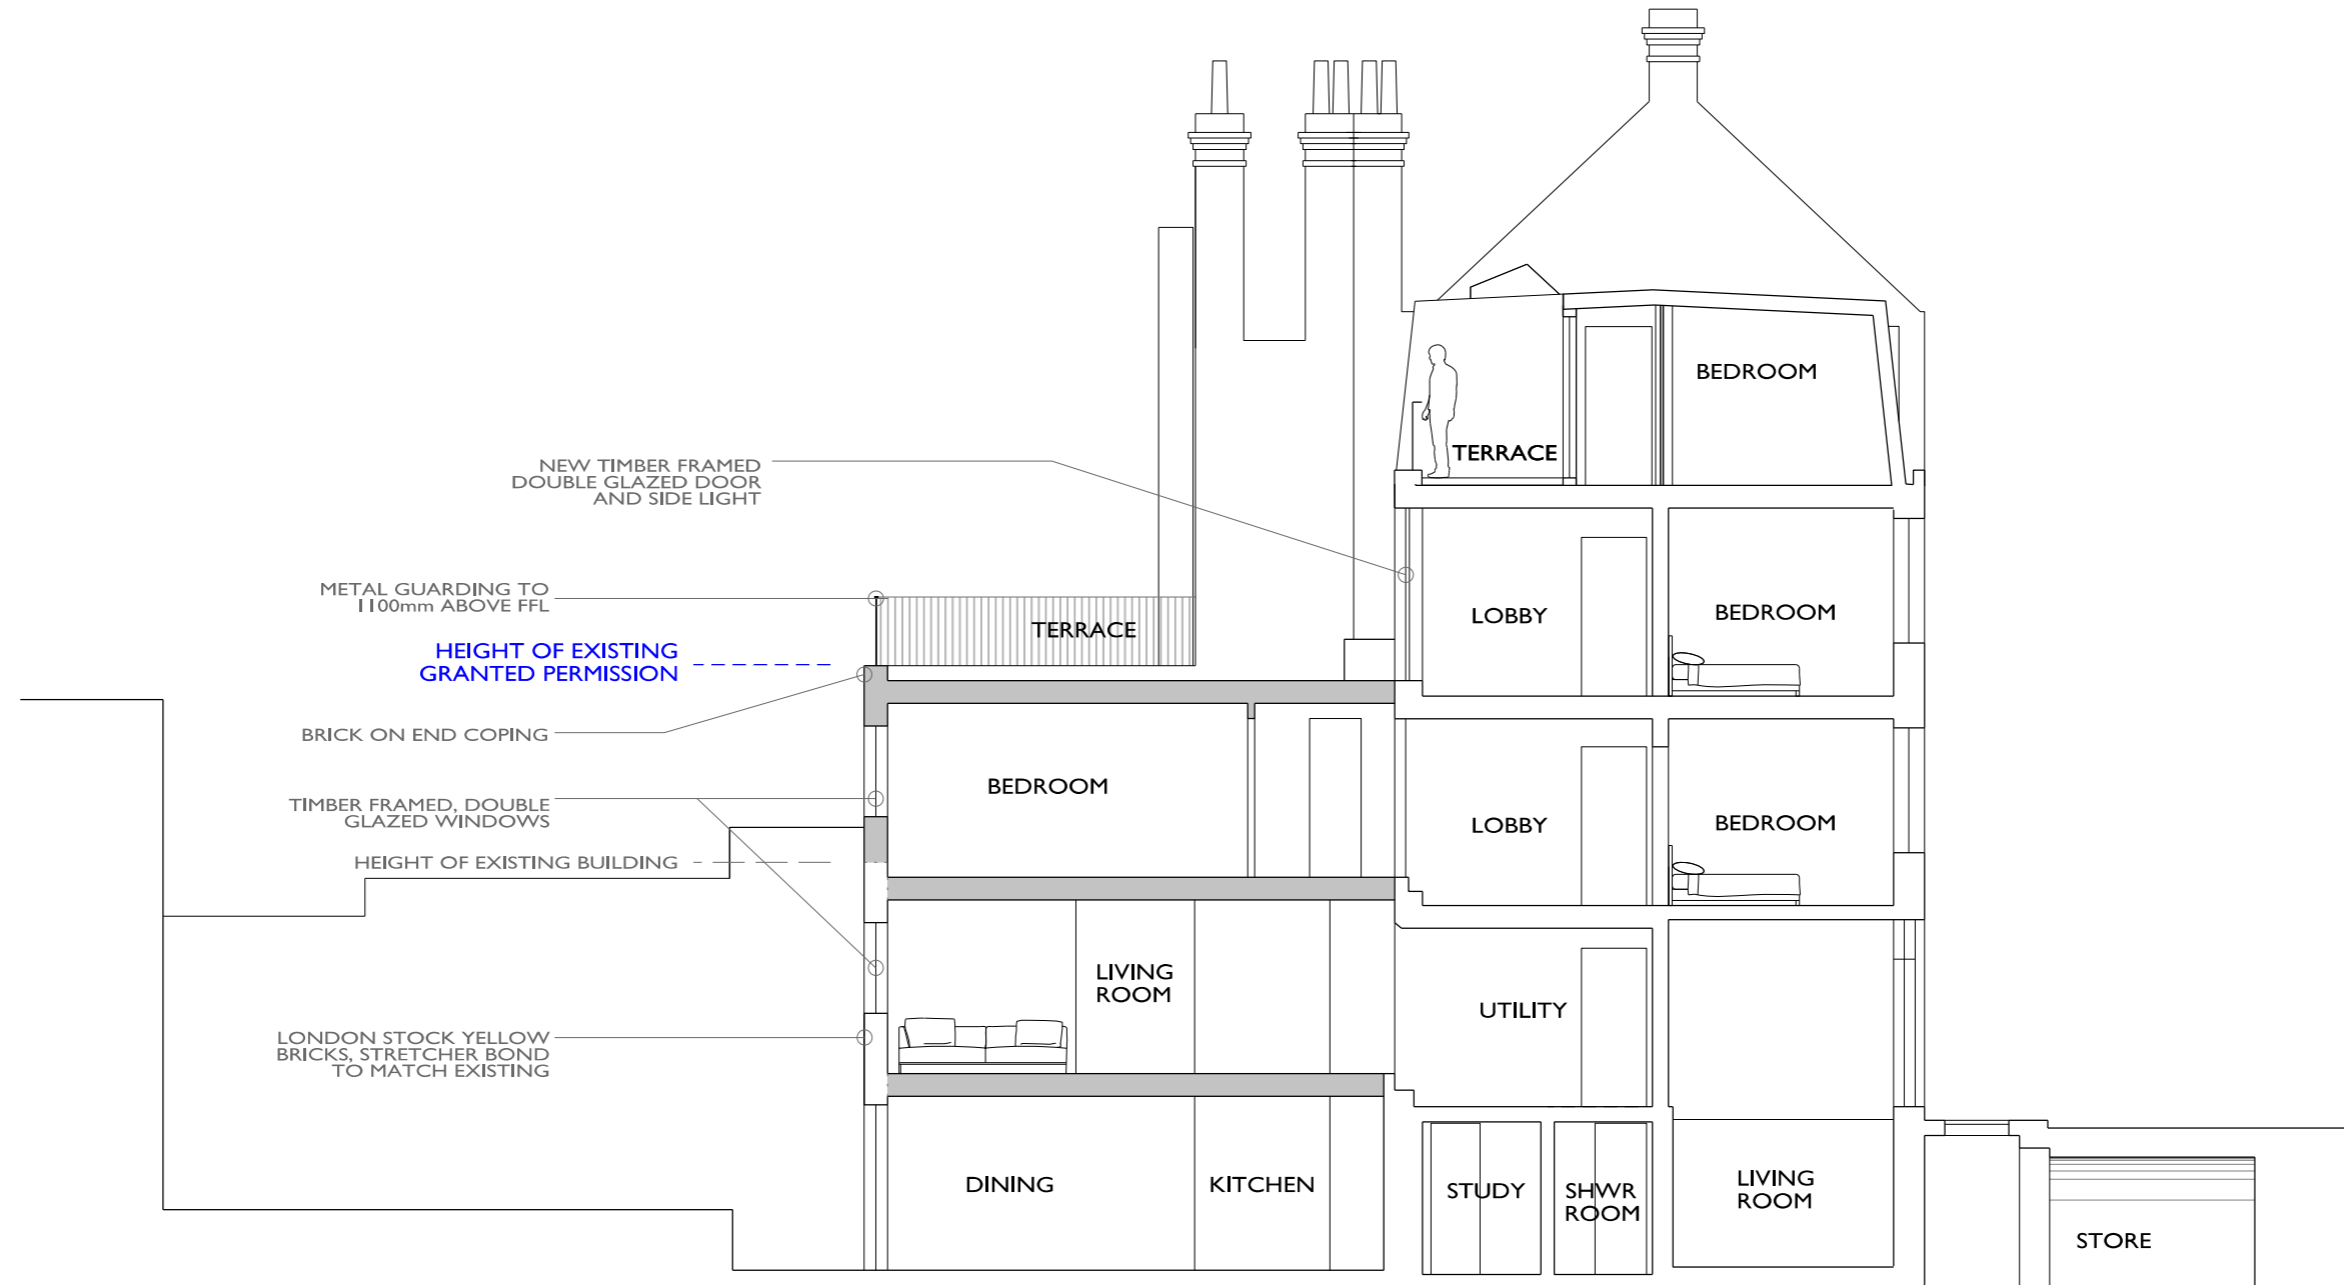 BEDROOM
TERRACE
NEW TIMBER FRAMED
DOUBLE GLAZED DOOR
AND SIDE LIGHT
METAL GUARDING TO
1100mm ABOVE FFL
TERRACE
LOBBY
BEDROOM
HEIGHT OF EXISTING
GRANTED PERMISSION
BRICK ON END COPING
BEDROOM
TIMBER FRAMED, DOUBLE
GLAZED WINDOWS
LOBBY
BEDROOM
HEIGHT OF EXISTING BUILDING
LIVING
ROOM
UTILITY
LONDON STOCK YELLOW
BRICKS, STRETCHER BOND
TO MATCH EXISTING
DINING
KITCHEN
STUDY
SHWR
ROOM
LIVING
ROOM
STORE